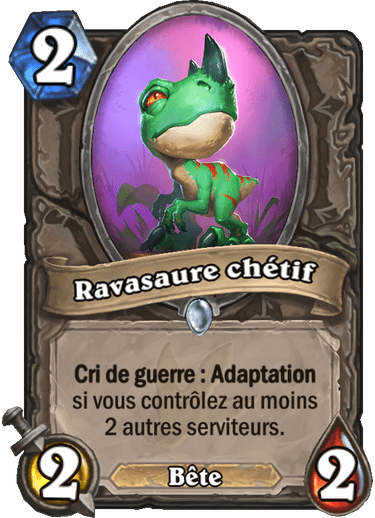 2
Ravasaure chétif
Cri de guerre : Adaptation
si vous contrôlez au moins
2 autres serviteurs.
2
Bête
2